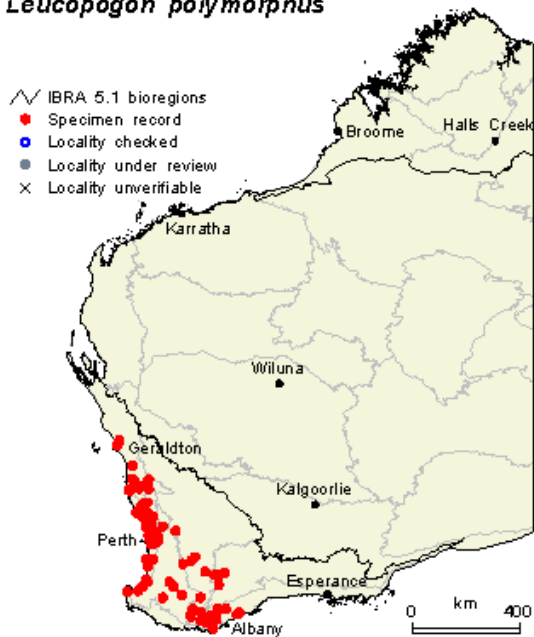 Leucopogon polymorphus
IBRA 5.1 bioregions
Specimen record
Locality checked
Locality under review
Locality unverifiable
Broome
Halls Creek
Karratha
Wiluna
Geraldton
Kalgoorlie
Perth
Esperance
Albany
0 km 400